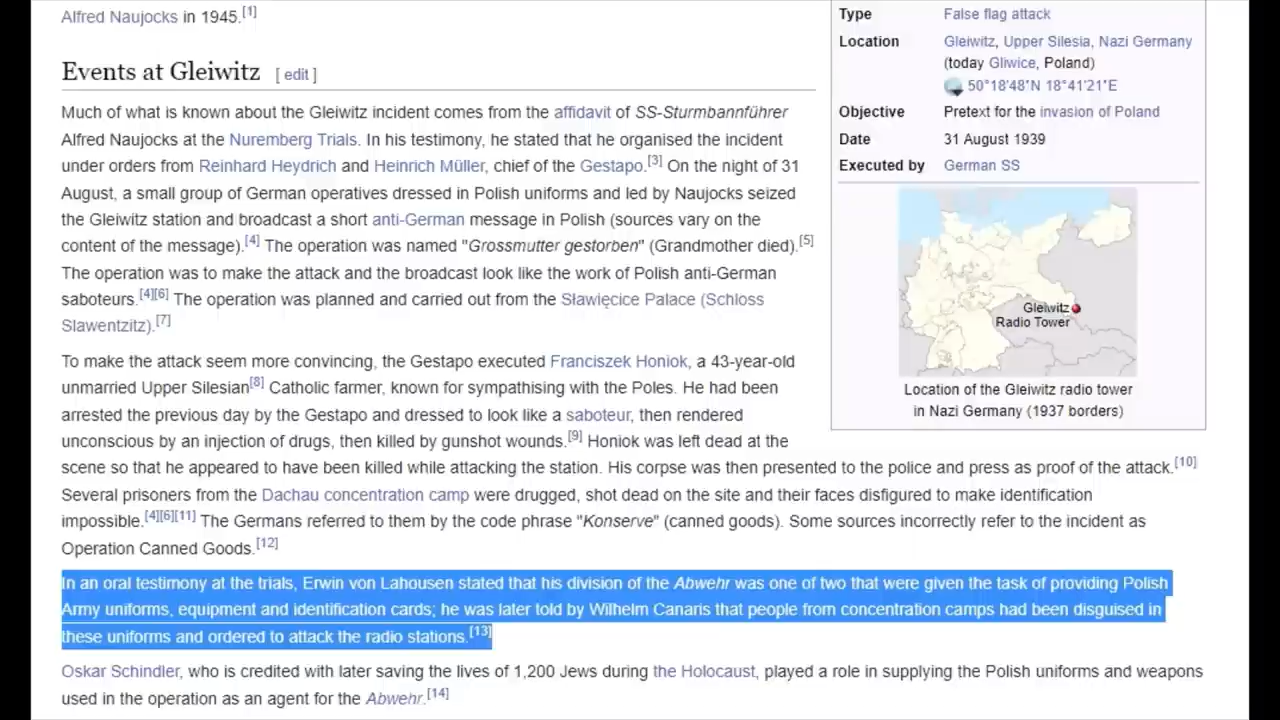 Alfred Naujocks in 1945.[1]
Events at Gleiwitz [ edit ]
Much of what is known about the Gleiwitz incident comes from the affidavit of SS-Sturmbannführer
Alfred Naujocks at the Nuremberg Trials. In his testimony, he stated that he organised the incident
under orders from Reinhard Heydrich and Heinrich Müller, chief of the Gestapo.[3] On the night of 31
August, a small group of German operatives dressed in Polish uniforms and led by Naujocks seized
the Gleiwitz station and broadcast a short anti-German message in Polish (sources vary on the
content of the message).[4] The operation was named "Grossmutter gestorben" (Grandmother died).[5]
The operation was to make the attack and the broadcast look like the work of Polish anti-German
saboteurs.[4][6] The operation was planned and carried out from the Sławięcice Palace (Schloss
Slawentzitz).[7]
To make the attack seem more convincing, the Gestapo executed Franciszek Honiok, a 43-year-old
unmarried Upper Silesian[8] Catholic farmer, known for sympathising with the Poles. He had been
arrested the previous day by the Gestapo and dressed to look like a saboteur, then rendered
unconscious by an injection of drugs, then killed by gunshot wounds.[9] Honiok was left dead at the
scene so that he appeared to have been killed while attacking the station. His corpse was then presented to the police and press as proof of the attack.[10]
Several prisoners from the Dachau concentration camp were drugged, shot dead on the site and their faces disfigured to make identification
impossible.[4][6][11] The Germans referred to them by the code phrase "Konserve" (canned goods). Some sources incorrectly refer to the incident as
Operation Canned Goods.[12]
In an oral testimony at the trials, Erwin von Lahousen stated that his division of the Abwehr was one of two that were given the task of providing Polish
Army uniforms, equipment and identification cards; he was later told by Wilhelm Canaris that people from concentration camps had been disguised in
these uniforms and ordered to attack the radio stations.[13]
Oskar Schindler, who is credited with later saving the lives of 1,200 Jews during the Holocaust, played a role in supplying the Polish uniforms and weapons
used in the operation as an agent for the Abwehr.[14]
Type False flag attack
Location Gleiwitz, Upper Silesia, Nazi Germany
(today Gliwice, Poland)
50°18′48″N 18°41′21″E
Objective Pretext for the invasion of Poland
Date 31 August 1939
Executed by German SS
Gleiwitz
Radio Tower
Location of the Gleiwitz radio tower
in Nazi Germany (1937 borders)